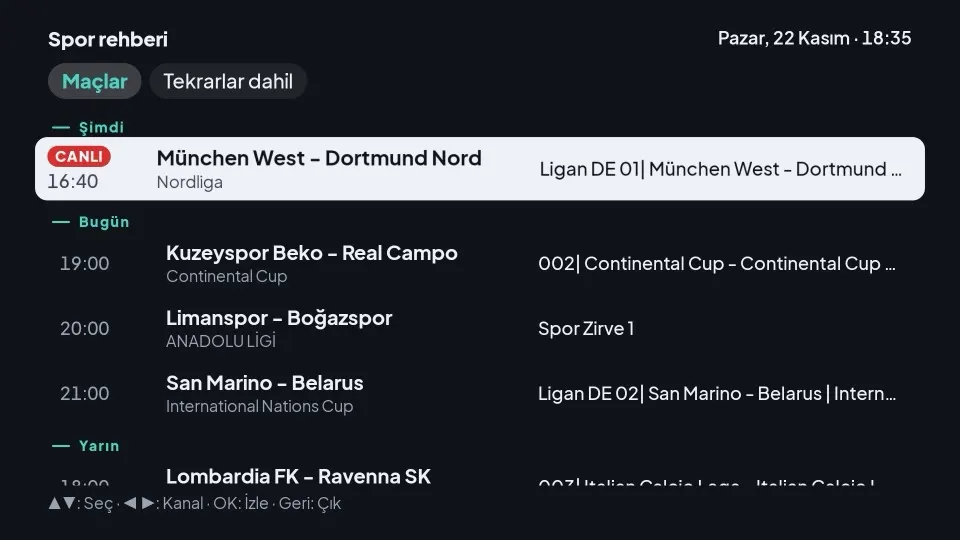 Spor rehberi
Pazar, 22 Kasım · 18:35
Maçlar
Tekrarlar dahil
Şimdi
CANLI
16:40
München West – Dortmund Nord
Nordliga
Ligan DE 01| München West - Dortmund ...
Bugün
19:00
Kuzeyspor Beko – Real Campo
Continental Cup
002| Continental Cup - Continental Cup ...
20:00
Limanspor – Boğazspor
ANADOLU LİGİ
Spor Zirve 1
21:00
San Marino – Belarus
International Nations Cup
Ligan DE 02| San Marino - Belarus | Intern...
Yarın
18:00
Lombardia FK – Ravenna SK
▲▼: Seç · ◀ ▶: Kanal · OK: İzle · Geri: Çık